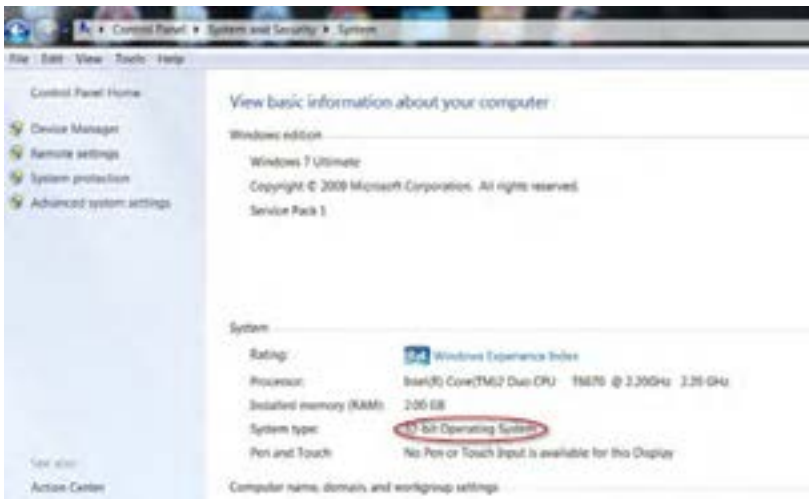 Control Panel ▸ System and Security ▸ System
File Edit View Tools Help
Control Panel Home
Device Manager
Remote settings
System protection
Advanced system settings
See also
Action Center
View basic information about your computer
Windows edition
Windows 7 Ultimate
Copyright © 2009 Microsoft Corporation. All rights reserved.
Service Pack 1
System
Rating: Windows Experience Index
Processor: Intel(R) Core(TM)2 Duo CPU @ 2.20GHz 2.20 GHz
Installed memory (RAM): 2.00 GB
System type: 32-bit Operating System
Pen and Touch: No Pen or Touch Input is available for this Display
Computer name, domain, and workgroup settings